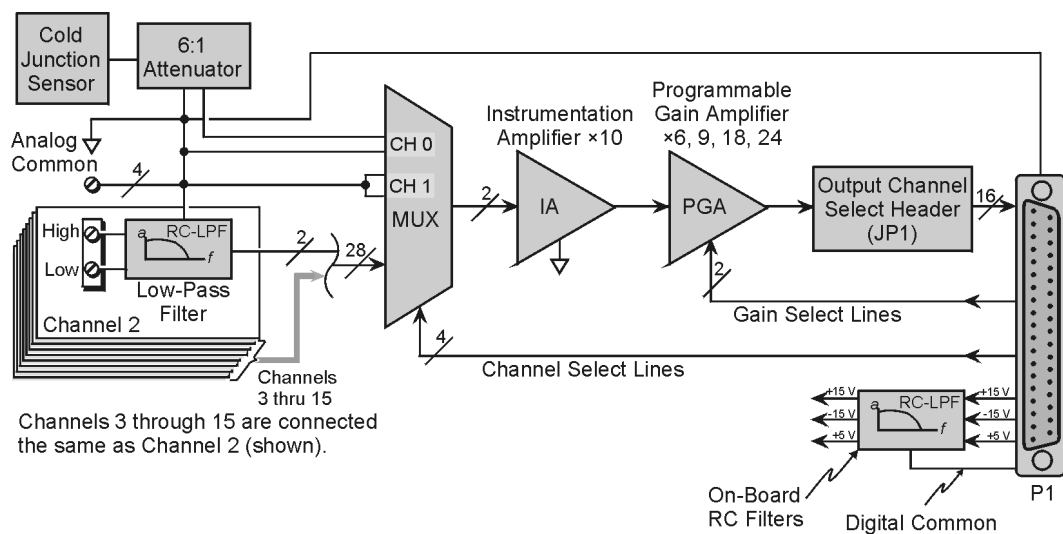 Cold
Junction
Sensor
6:1
Attenuator
Analog
Common
4
CH 0
CH 1
MUX
2
Instrumentation
Amplifier ×10
IA
Programmable
Gain Amplifier
×6, 9, 18, 24
PGA
Output Channel
Select Header
(JP1)
16
High
Low
a
RC-LPF
f
Low-Pass
Filter
Channel 2
2
28
Channels
3 thru 15
2
Gain Select Lines
4
Channel Select Lines
Channels 3 through 15 are connected
the same as Channel 2 (shown).
+15 V
-15 V
+5 V
a
RC-LPF
f
+15 V
-15 V
+5 V
P1
On-Board
RC Filters
Digital Common